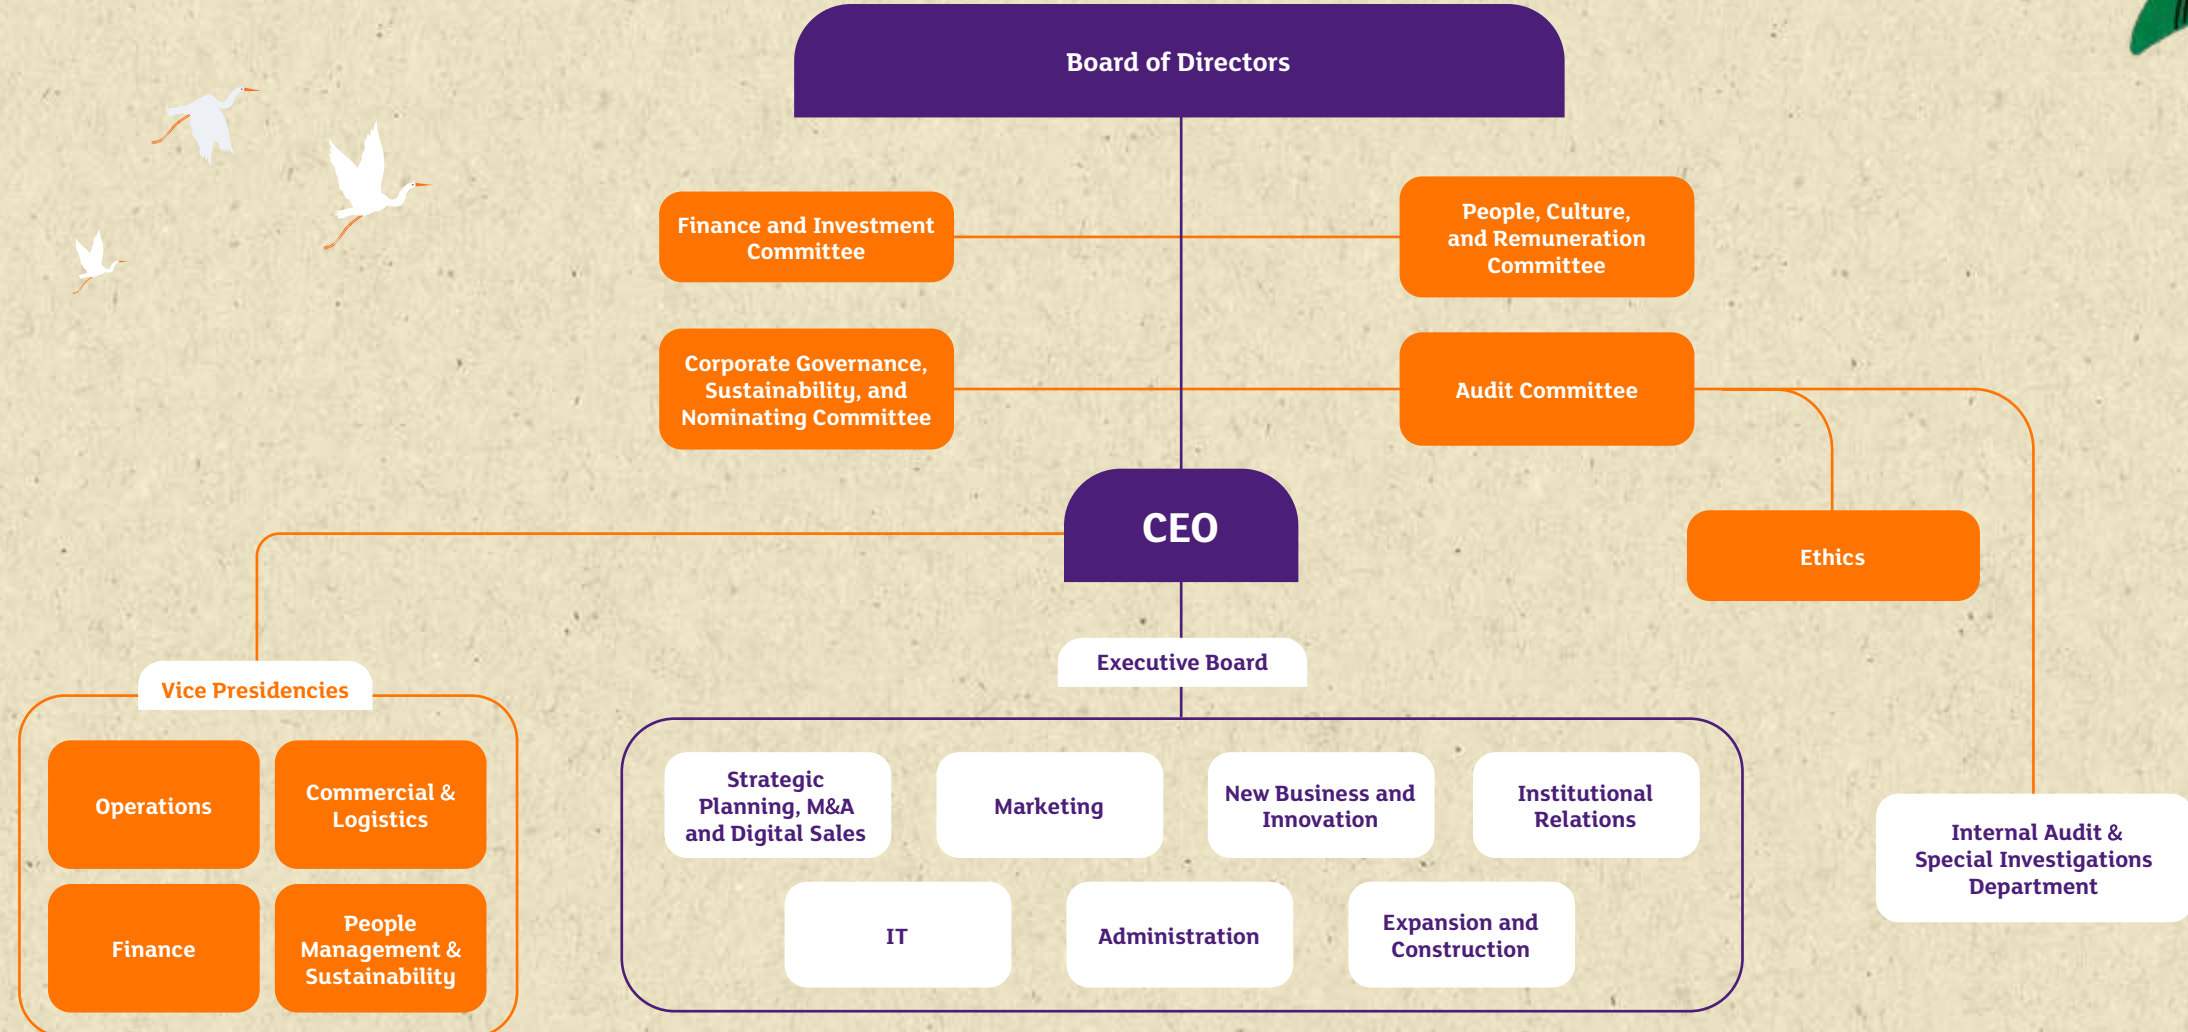 Board of Directors
Finance and Investment
Committee
People, Culture,
and Remuneration
Committee
Corporate Governance,
Sustainability, and
Nominating Committee
Audit Committee
CEO
Ethics
Executive Board
Vice Presidencies
Operations
Commercial &
Logistics
Finance
People
Management &
Sustainability
Strategic
Planning, M&A
and Digital Sales
Marketing
New Business and
Innovation
Institutional
Relations
IT
Administration
Expansion and
Construction
Internal Audit &
Special Investigations
Department